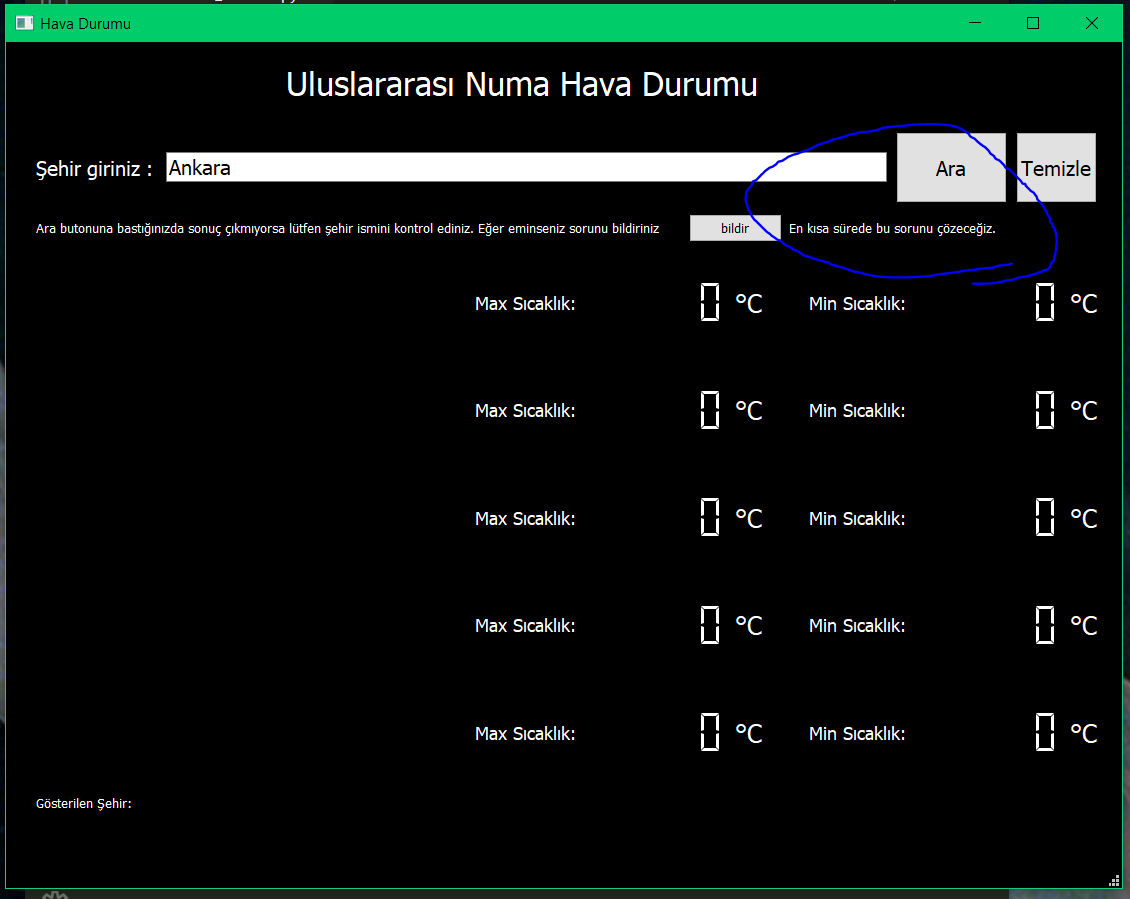 Hava Durumu
Uluslararası Numa Hava Durumu
Şehir giriniz : Ankara Ara Temizle
Ara butonuna bastığınızda sonuç çıkmıyorsa lütfen şehir ismini kontrol ediniz. Eğer eminseniz sorunu bildiriniz bildir En kısa sürede bu sorunu çözeceğiz.
Max Sıcaklık: 0 °C Min Sıcaklık: 0 °C
Max Sıcaklık: 0 °C Min Sıcaklık: 0 °C
Max Sıcaklık: 0 °C Min Sıcaklık: 0 °C
Max Sıcaklık: 0 °C Min Sıcaklık: 0 °C
Max Sıcaklık: 0 °C Min Sıcaklık: 0 °C
Gösterilen Şehir: